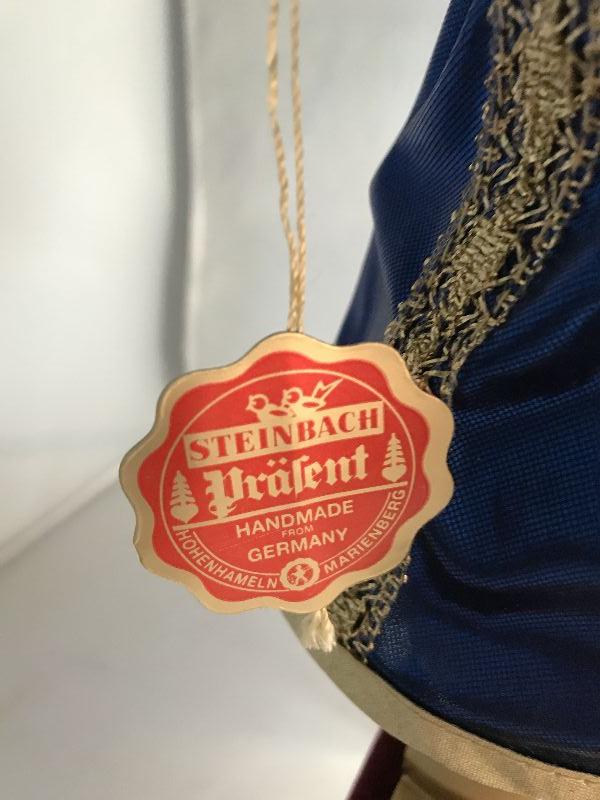 STEINBACH
Präſent
HANDMADE
FROM
GERMANY
HOHENHAMELN MARIENBERG